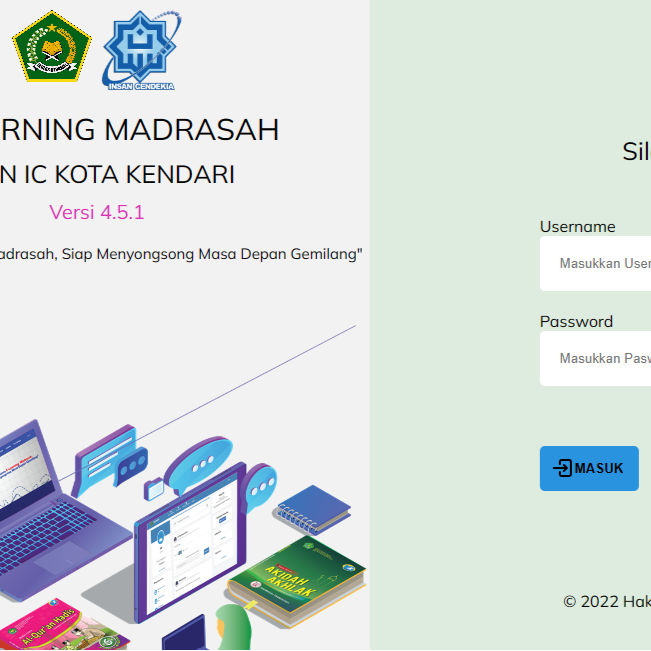 INSAN CENDEKIA
RNING MADRASAH
N IC KOTA KENDARI
Versi 4.5.1
adrasah, Siap Menyongsong Masa Depan Gemilang"
AKIDAH
AKHLAK
Al-Qur'an Hadis
Sil
Username
Masukkan User
Password
Masukkan Pasw
MASUK
© 2022 Hak